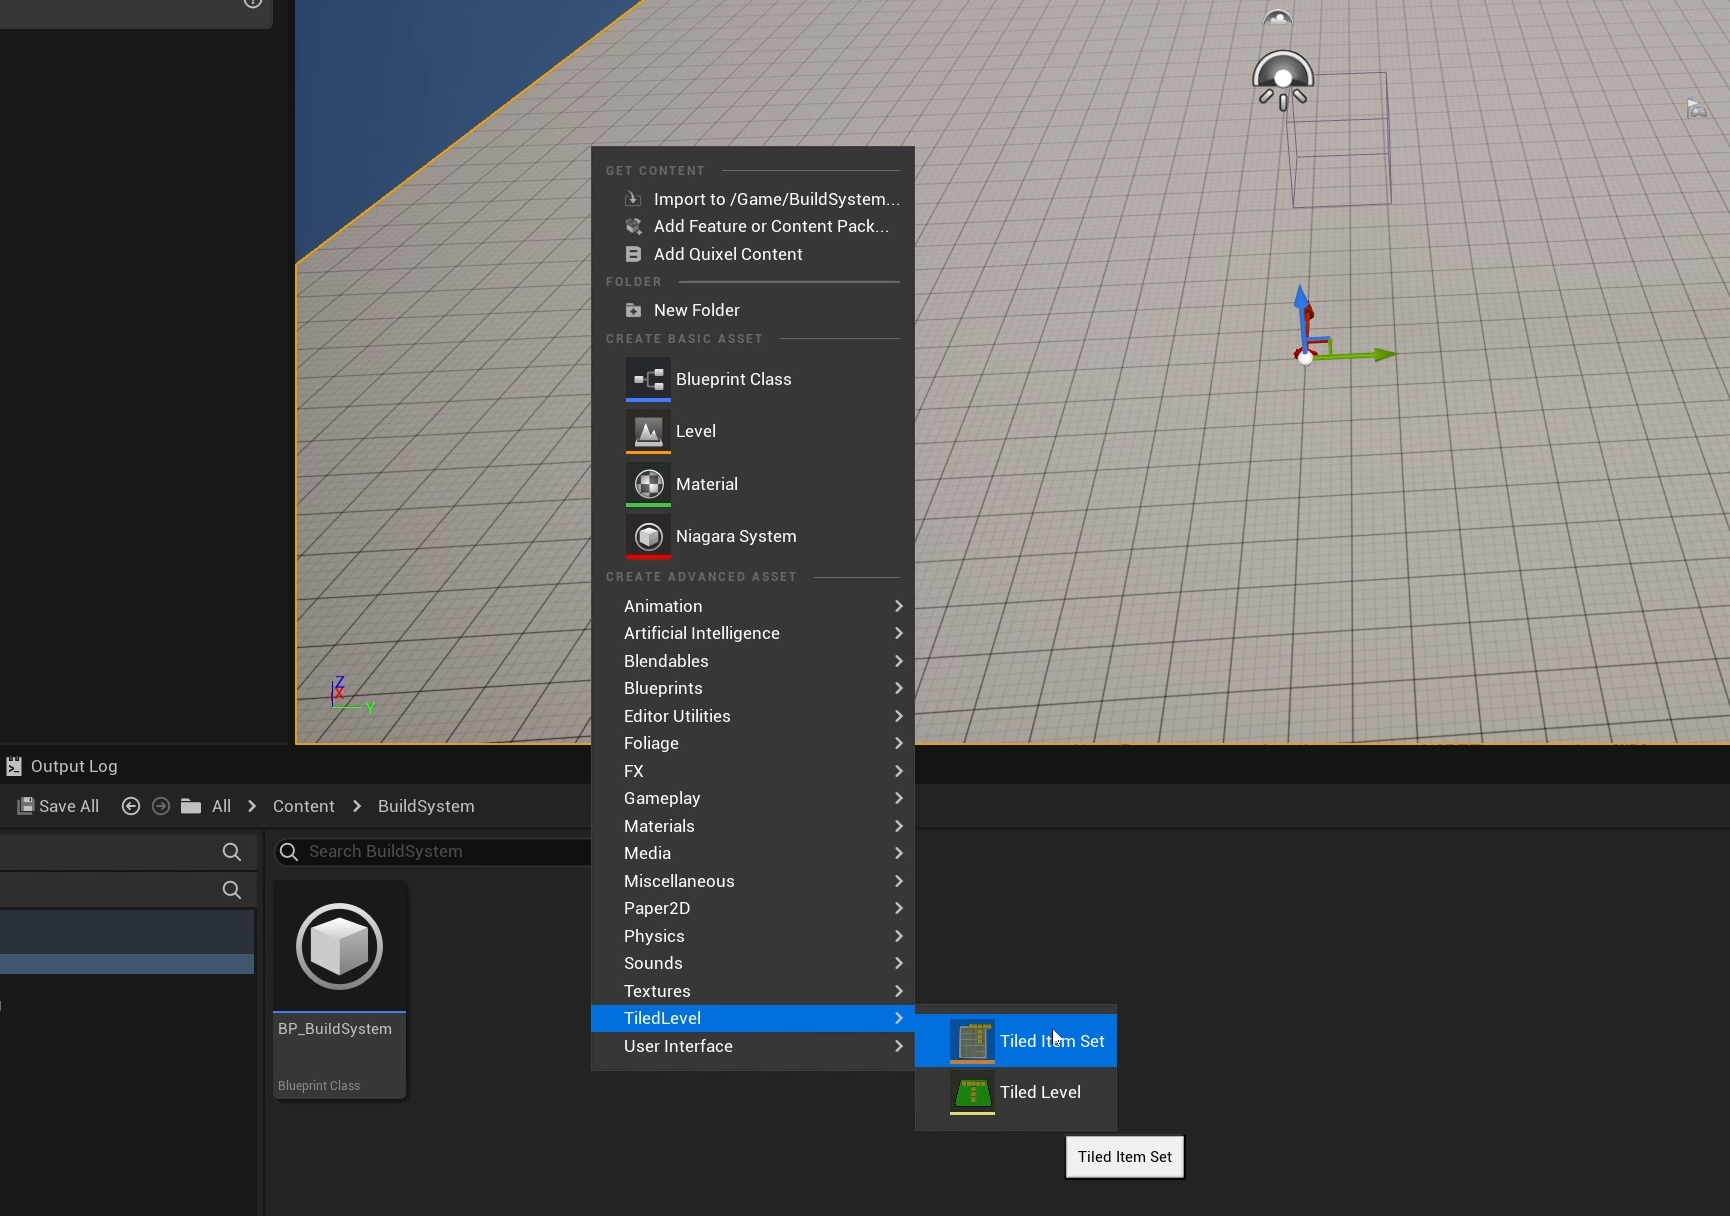 GET CONTENT
Import to /Game/BuildSystem...
Add Feature or Content Pack...
Add Quixel Content
FOLDER
New Folder
CREATE BASIC ASSET
Blueprint Class
Level
Material
Niagara System
CREATE ADVANCED ASSET
Animation
Artificial Intelligence
Blendables
Blueprints
Editor Utilities
Foliage
FX
Gameplay
Materials
Media
Miscellaneous
Paper2D
Physics
Sounds
Textures
TiledLevel
User Interface
Tiled Item Set
Tiled Level
Tiled Item Set
Z
X
Y
Output Log
Save All
All
Content
BuildSystem
Search BuildSystem
BP_BuildSystem
Blueprint Class